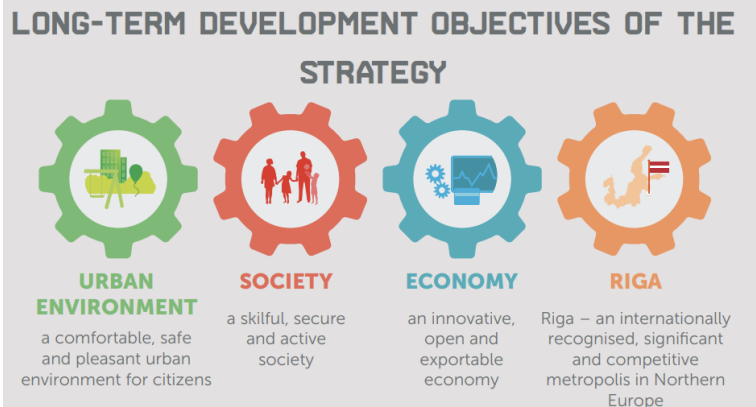 LONG-TERM DEVELOPMENT OBJECTIVES OF THE
STRATEGY
URBAN
ENVIRONMENT
a comfortable, safe
and pleasant urban
environment for citizens
SOCIETY
a skilful, secure
and active
society
ECONOMY
an innovative,
open and
exportable
economy
RIGA
Riga – an internationally
recognised, significant
and competitive
metropolis in Northern
Europe